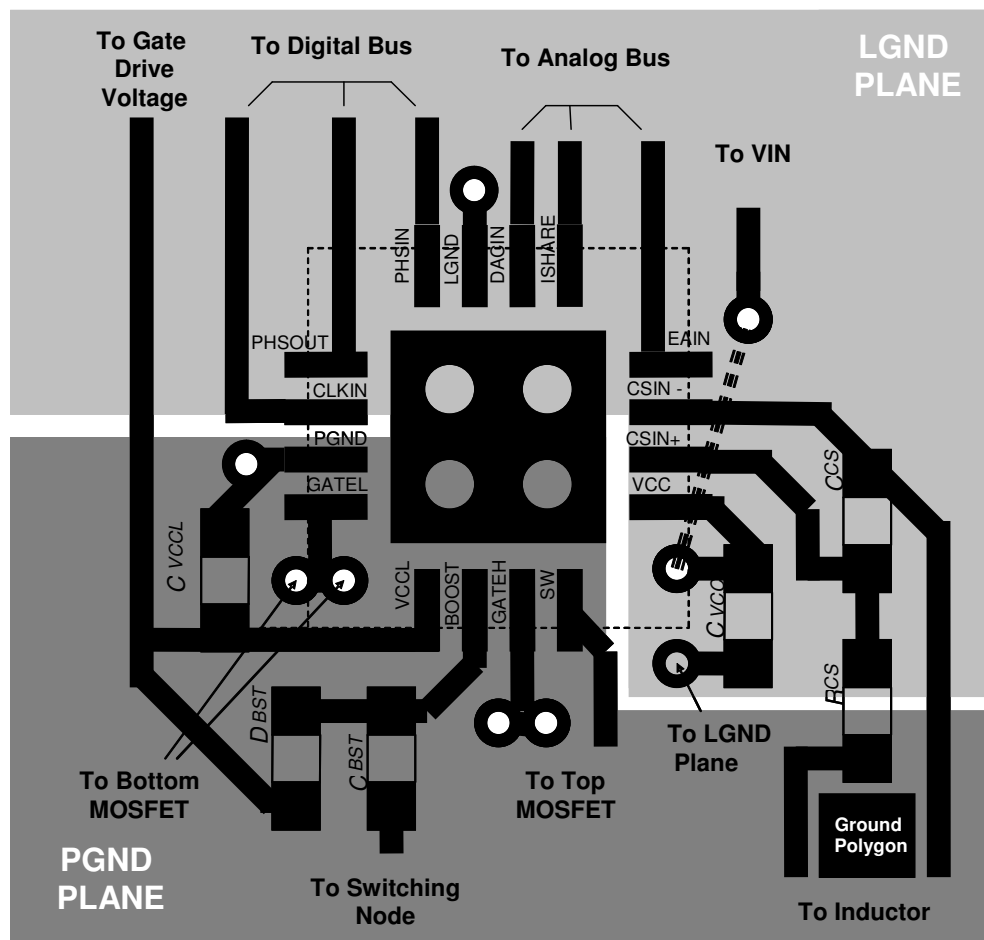 To Gate
Drive
Voltage
To Digital Bus
To Analog Bus
LGND
PLANE
To VIN
PHSIN
LGND
DACIN
ISHARE
PHSOUT
EAIN
CLKIN
CSIN -
PGND
CSIN+
GATEL
VCC
CCS
C VCCL
VCCL
BOOST
GATEH
SW
C VCC
RCS
D BST
C BST
To LGND
Plane
To Bottom
MOSFET
To Top
MOSFET
Ground
Polygon
PGND
PLANE
To Switching
Node
To Inductor